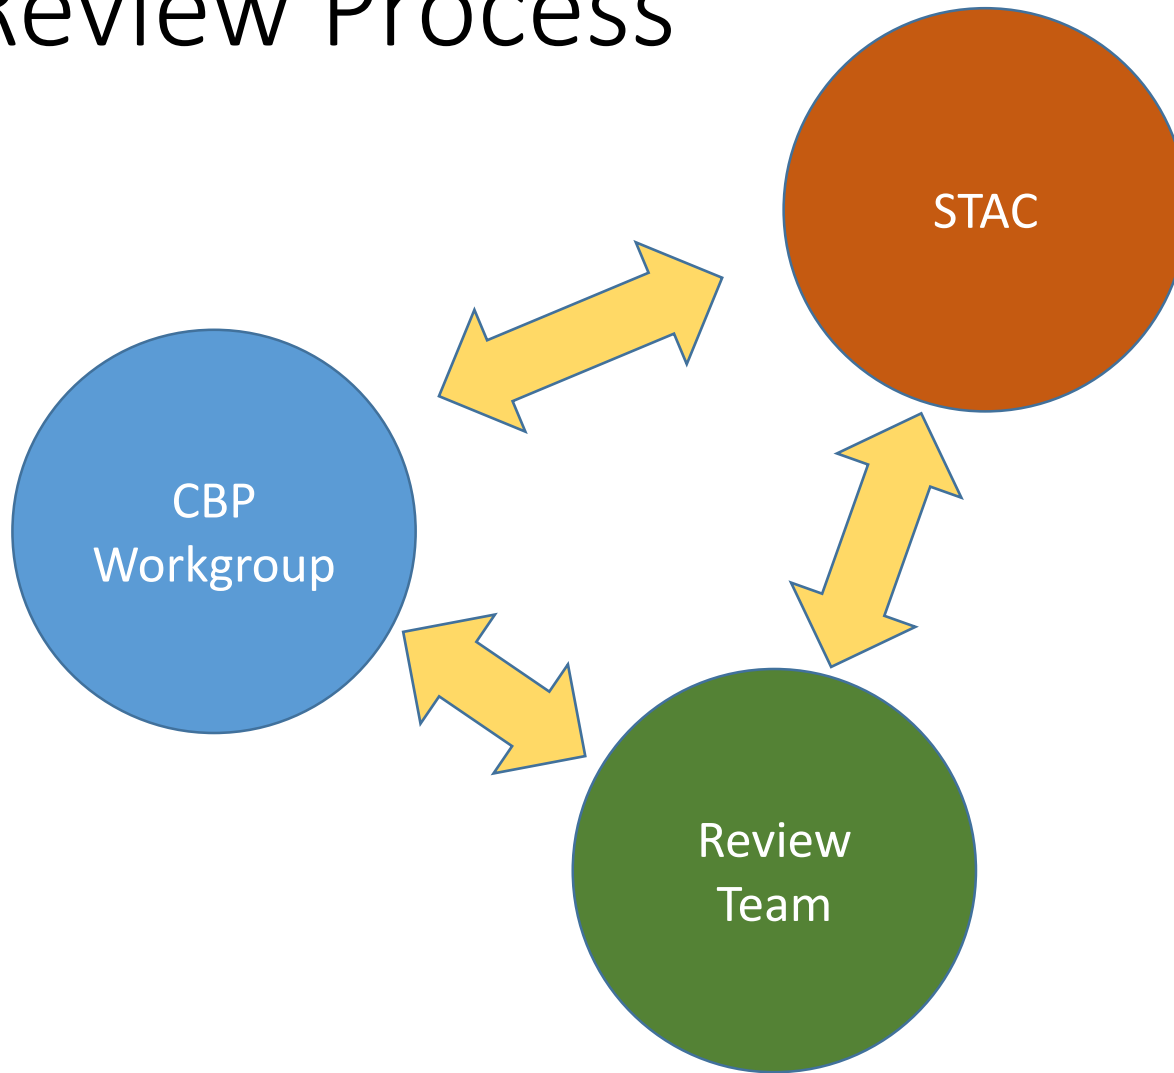 Review Process
STAC
CBP
Workgroup
Review
Team